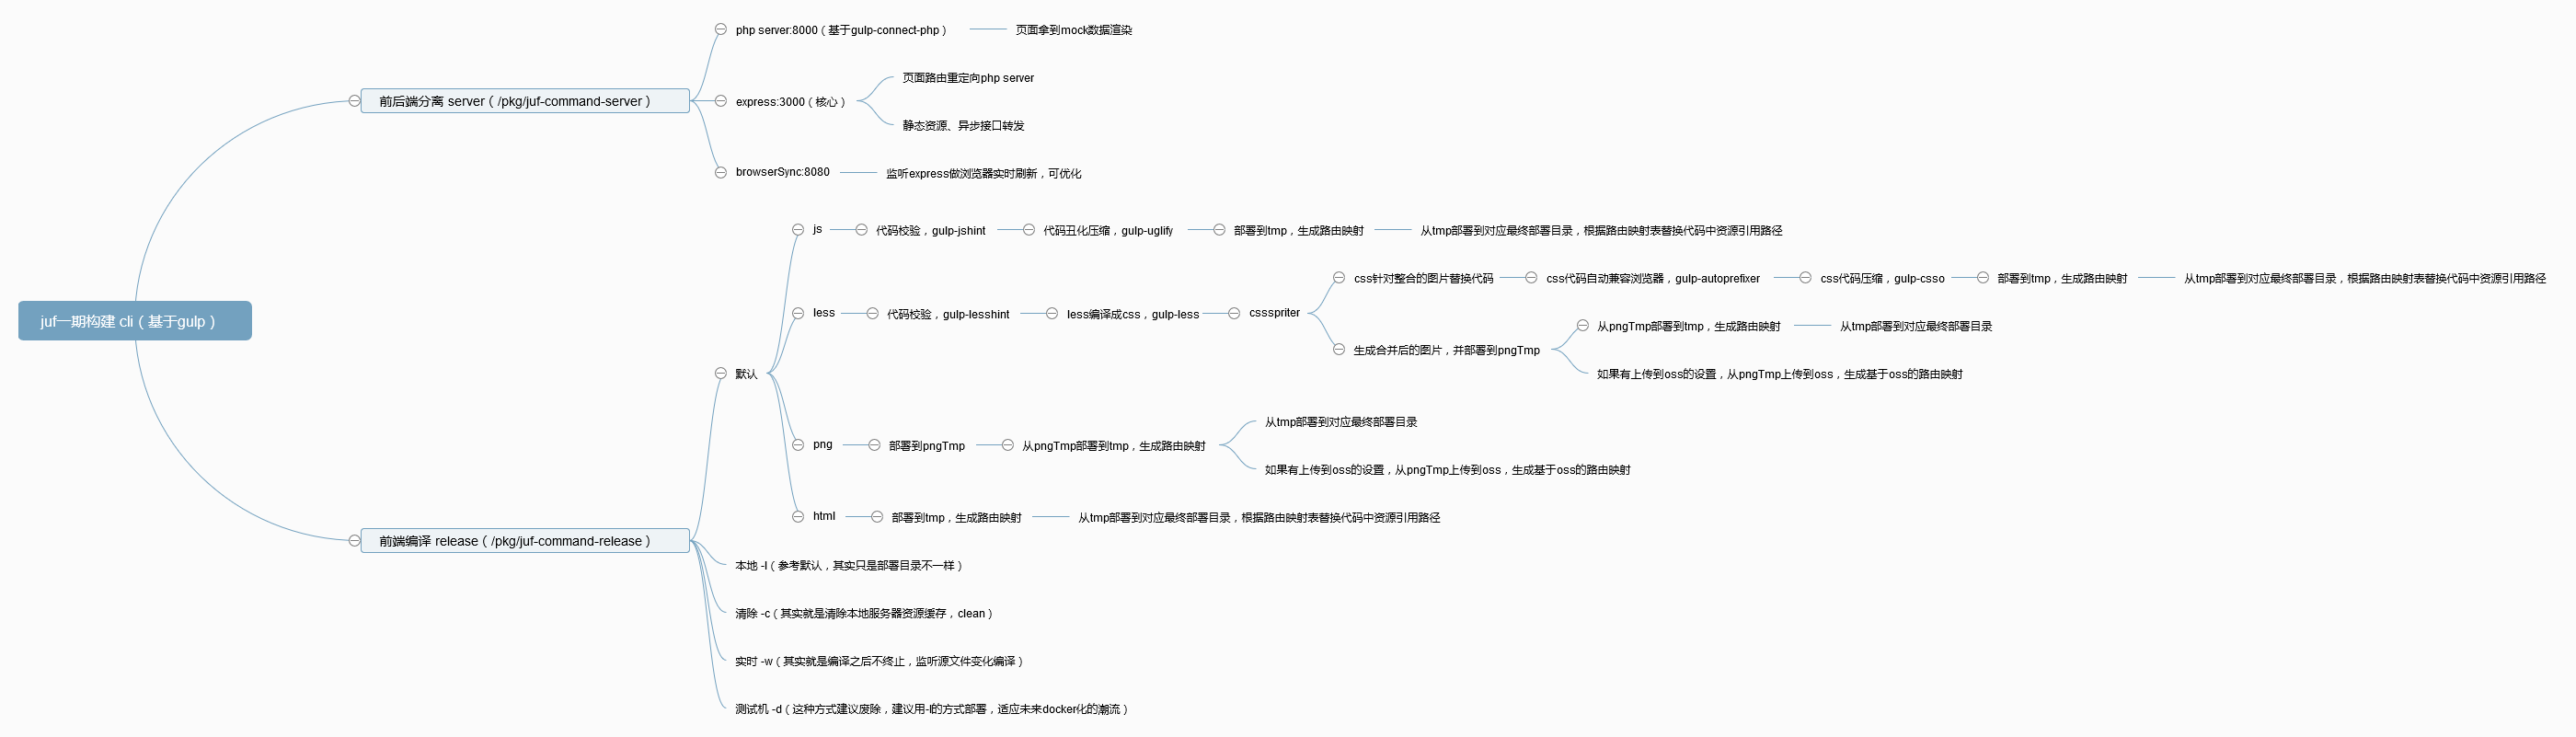 juf一期构建 cli（基于gulp）
前后端分离 server（/pkg/juf-command-server）
php server:8000（基于gulp-connect-php）
页面拿到mock数据渲染
express:3000（核心）
页面路由重定向php server
静态资源、异步接口转发
browserSync:8080
监听express做浏览器实时刷新，可优化
前端编译 release（/pkg/juf-command-release）
默认
js
代码校验，gulp-jshint
代码丑化压缩，gulp-uglify
部署到tmp，生成路由映射
从tmp部署到对应最终部署目录，根据路由映射表替换代码中资源引用路径
less
代码校验，gulp-lesshint
less编译成css，gulp-less
cssspriter
css针对整合的图片替换代码
css代码自动兼容浏览器，gulp-autoprefixer
css代码压缩，gulp-csso
部署到tmp，生成路由映射
从tmp部署到对应最终部署目录，根据路由映射表替换代码中资源引用路径
生成合并后的图片，并部署到pngTmp
从pngTmp部署到tmp，生成路由映射
从tmp部署到对应最终部署目录
如果有上传到oss的设置，从pngTmp上传到oss，生成基于oss的路由映射
png
部署到pngTmp
从pngTmp部署到tmp，生成路由映射
从tmp部署到对应最终部署目录
如果有上传到oss的设置，从pngTmp上传到oss，生成基于oss的路由映射
html
部署到tmp，生成路由映射
从tmp部署到对应最终部署目录，根据路由映射表替换代码中资源引用路径
本地 -l（参考默认，其实只是部署目录不一样）
清除 -c（其实就是清除本地服务器资源缓存，clean）
实时 -w（其实就是编译之后不终止，监听源文件变化编译）
测试机 -d（这种方式建议废除，建议用-l的方式部署，适应未来docker化的潮流）